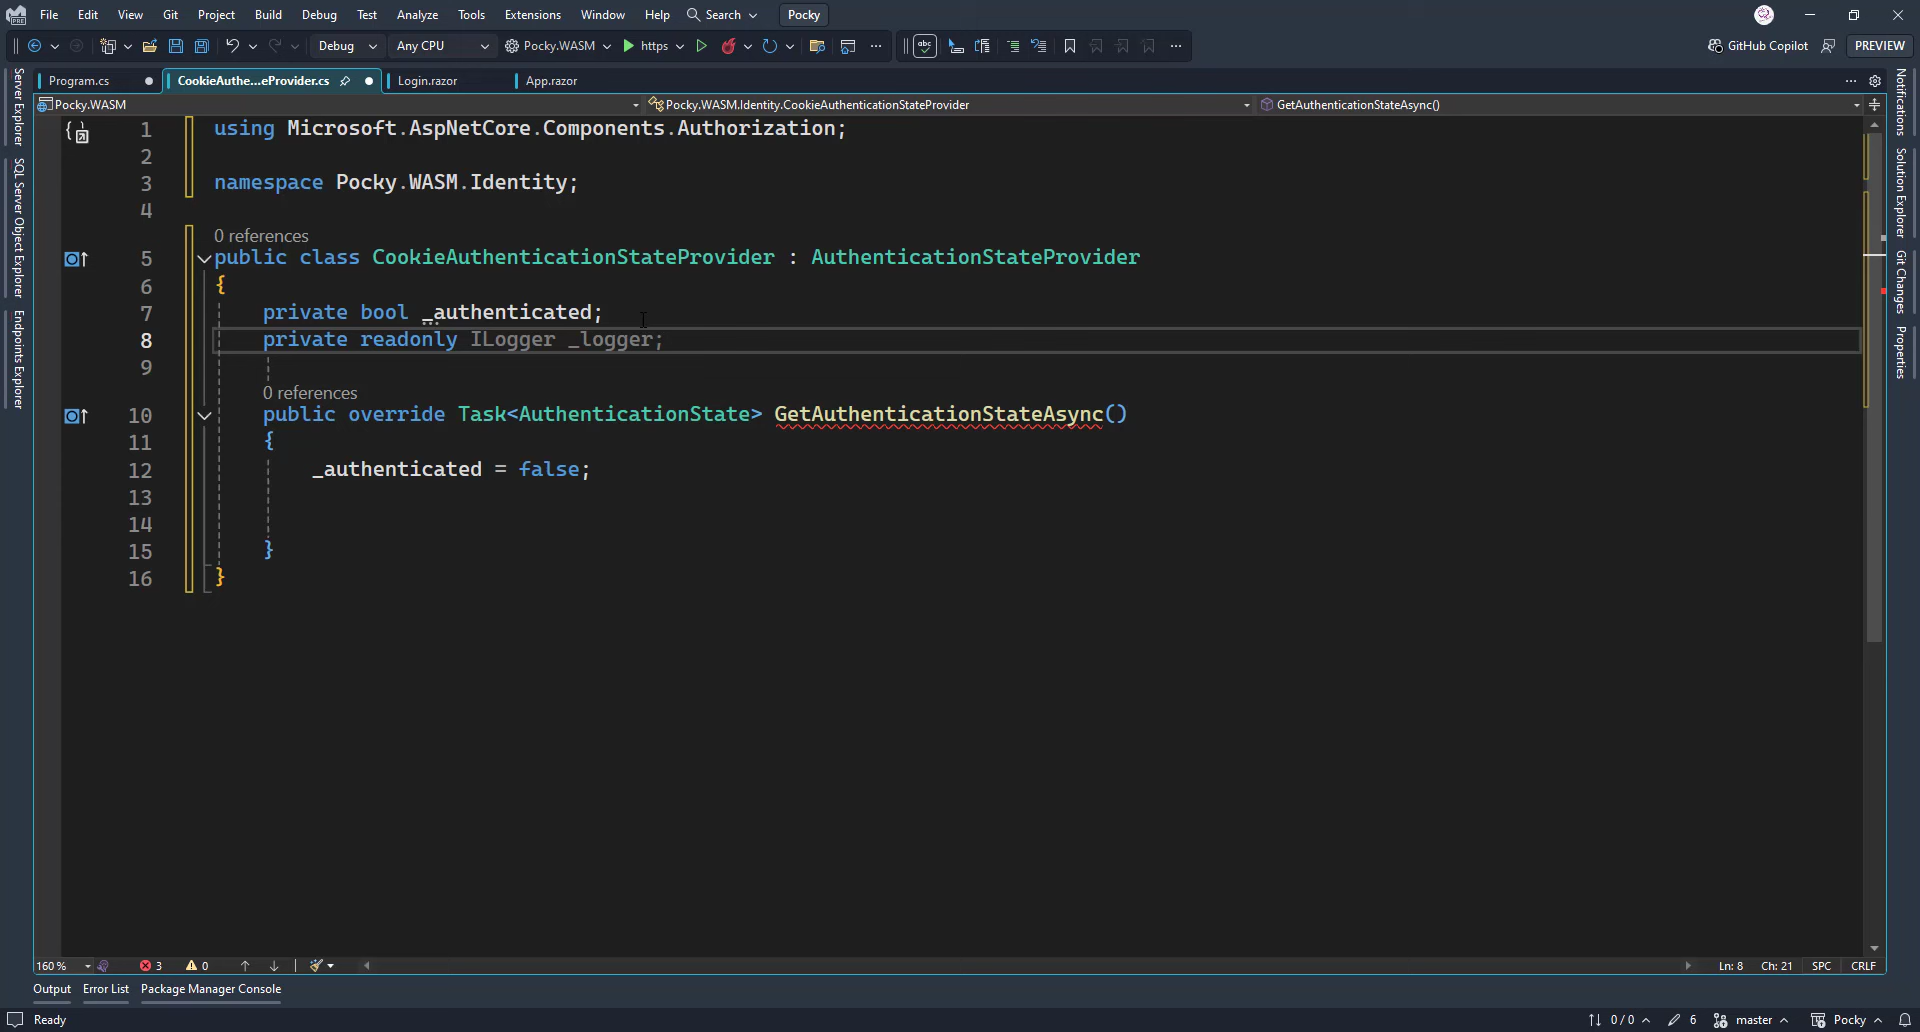 File Edit View Git Project Build Debug Test Analyze Tools Extensions Window Help Search Pocky
Debug Any CPU Pocky.WASM https GitHub Copilot PREVIEW
Program.cs CookieAuthe...eProvider.cs Login.razor App.razor
Pocky.WASM Pocky.WASM.Identity.CookieAuthenticationStateProvider GetAuthenticationStateAsync()
1 using Microsoft.AspNetCore.Components.Authorization;
2
3 namespace Pocky.WASM.Identity;
4
0 references
5 public class CookieAuthenticationStateProvider : AuthenticationStateProvider
6 {
7 private bool _authenticated;
8 private readonly ILogger _logger;
9
0 references
10 public override Task<AuthenticationState> GetAuthenticationStateAsync()
11 {
12 _authenticated = false;
13
14
15 }
16 }
Server Explorer
SQL Server Object Explorer
Endpoints Explorer
Notifications
Solution Explorer
Git Changes
Properties
160 % 3 0 Ln: 8 Ch: 21 SPC CRLF
Output Error List Package Manager Console
Ready 0 / 0 6 master Pocky